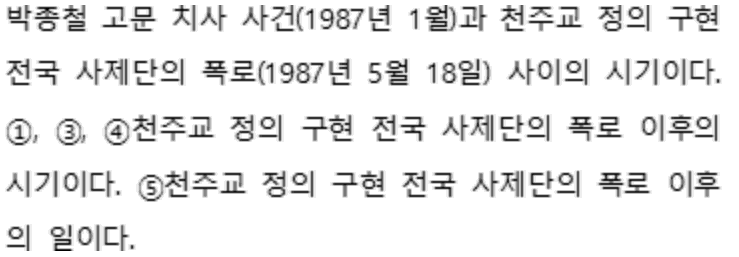 박종철 고문 치사 사건(1987년 1월)과 천주교 정의 구현
전국 사제단의 폭로(1987년 5월 18일) 사이의 시기이다.
①, ③, ④천주교 정의 구현 전국 사제단의 폭로 이후의
시기이다. ⑤천주교 정의 구현 전국 사제단의 폭로 이후
의 일이다.